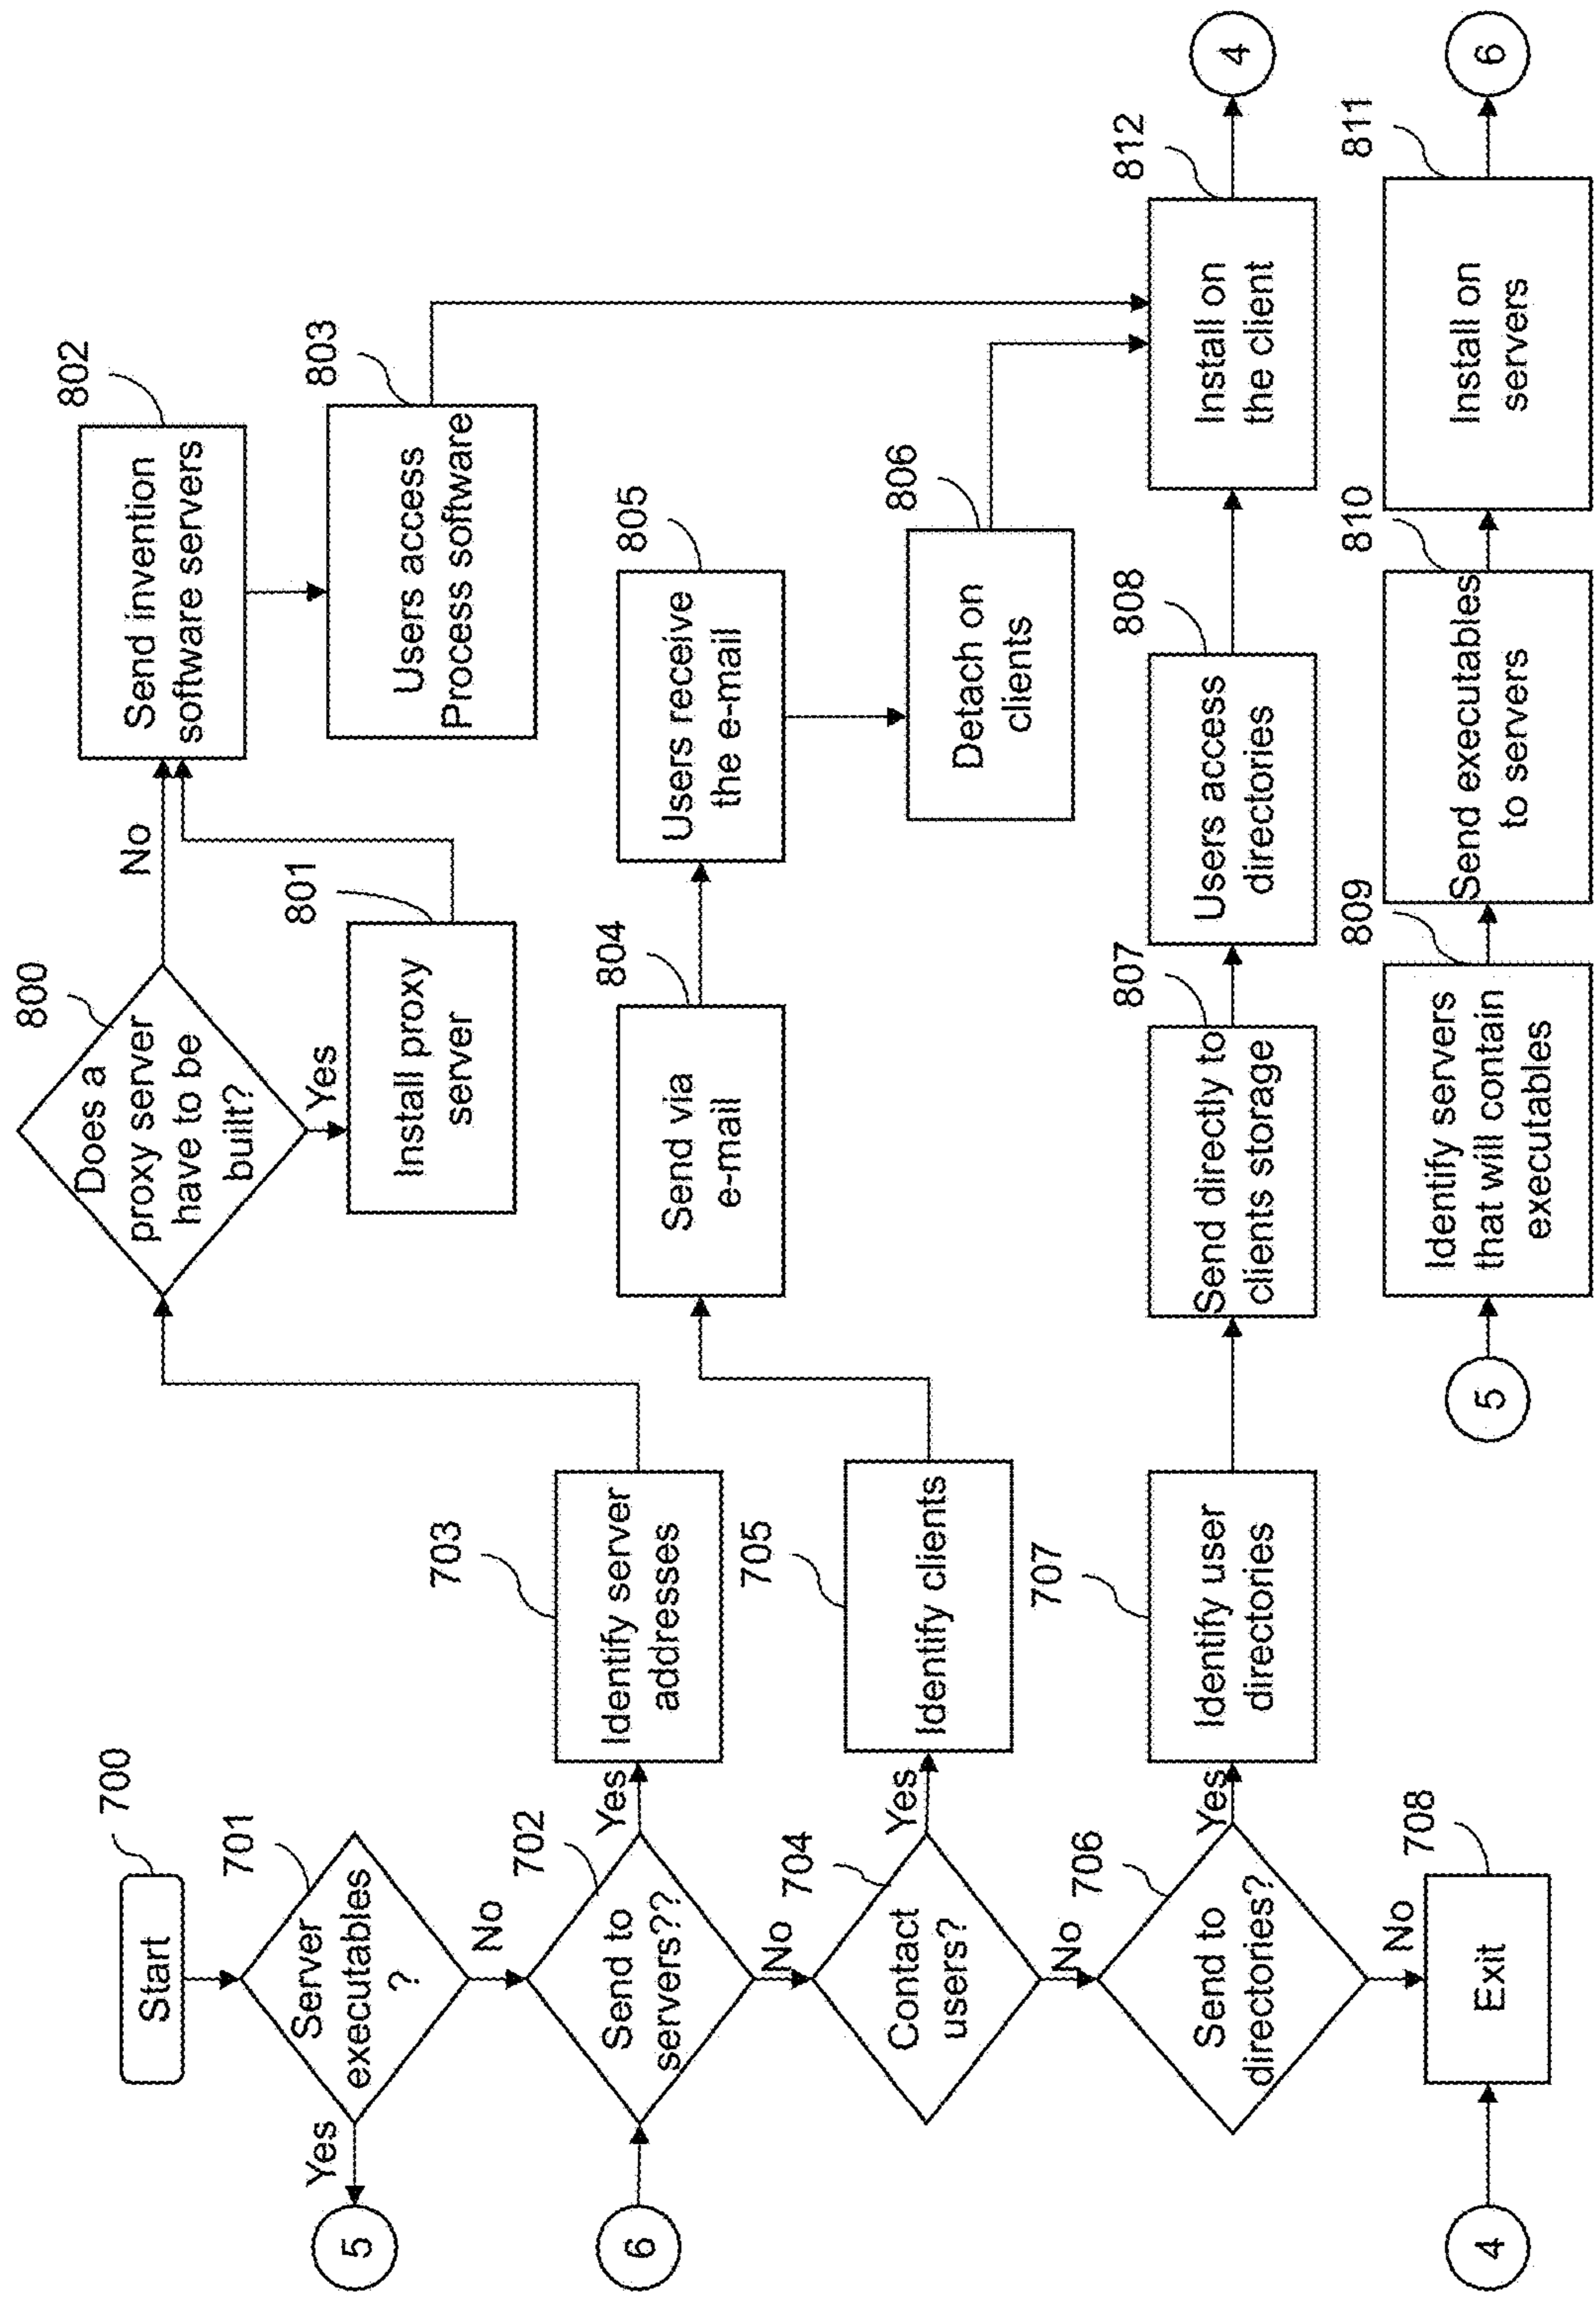 700
Start
701
Server
executables
?
Yes
5
No
6
702
Send to
servers??
Yes
703
Identify server
addresses
No
704
Contact
users?
Yes
705
Identify clients
No
706
Send to
directories?
Yes
707
Identify user
directories
No
4
708
Exit
800
Does a
proxy server
have to be
built?
No
Yes
801
Install proxy
server
802
Send invention
software servers
803
Users access
Process software
804
Send via
e-mail
805
Users receive
the e-mail
806
Detach on
clients
807
Send directly to
clients storage
808
Users access
directories
812
Install on
the client
4
5
809
Identify servers
that will contain
executables
810
Send executables
to servers
811
Install on
servers
6